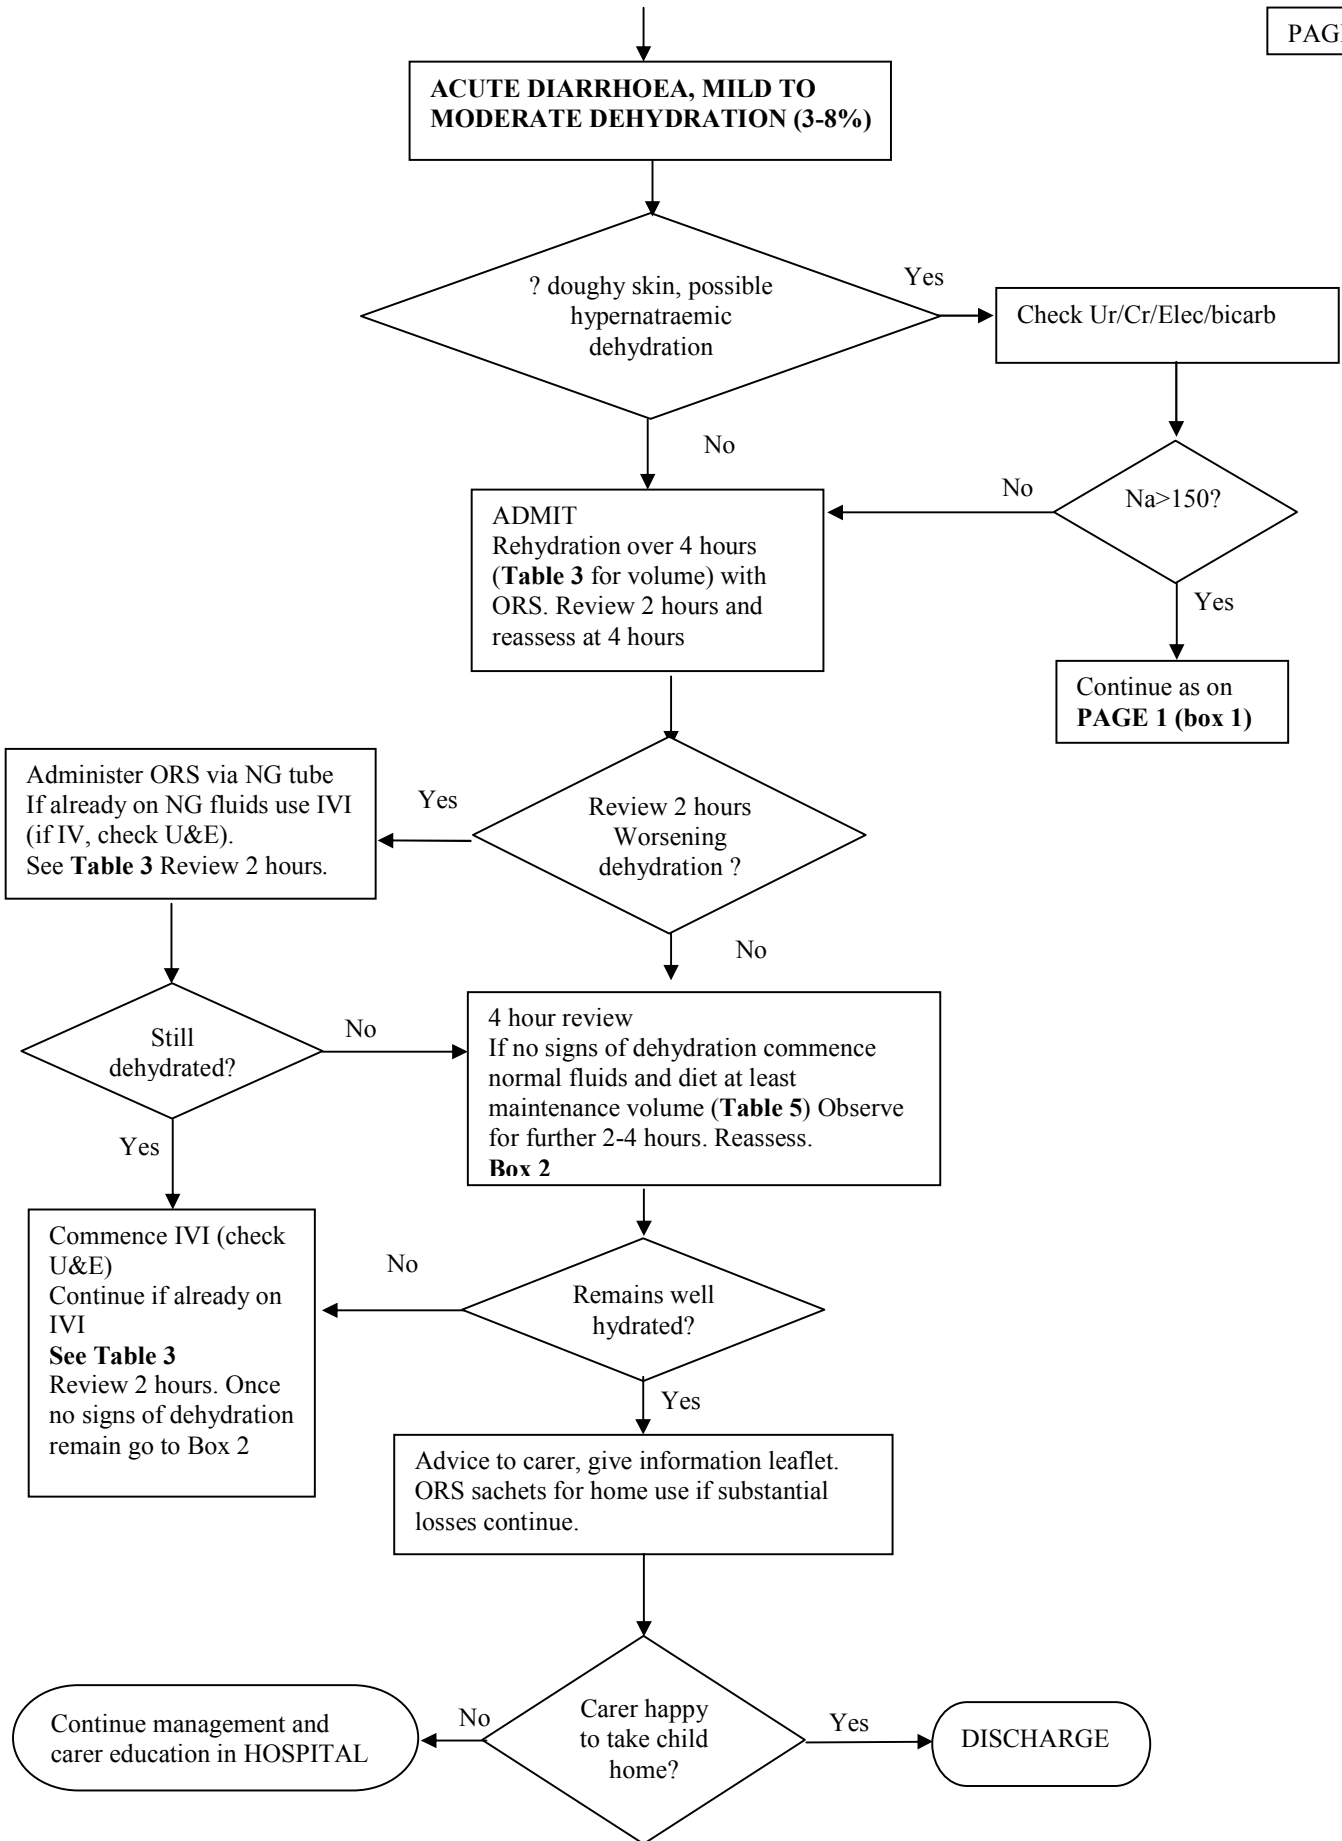 PAGE
ACUTE DIARRHOEA, MILD TO
MODERATE DEHYDRATION (3-8%)
? doughy skin, possible
hypernatraemic
dehydration
Yes
Check Ur/Cr/Elec/bicarb
No
Na>150?
No
Yes
ADMIT
Rehydration over 4 hours
(Table 3 for volume) with
ORS. Review 2 hours and
reassess at 4 hours
Continue as on
PAGE 1 (box 1)
Administer ORS via NG tube
If already on NG fluids use IVI
(if IV, check U&E).
See Table 3 Review 2 hours.
Yes
Review 2 hours
Worsening
dehydration ?
No
Still
dehydrated?
No
Yes
4 hour review
If no signs of dehydration commence
normal fluids and diet at least
maintenance volume (Table 5) Observe
for further 2-4 hours. Reassess.
Box 2
Commence IVI (check
U&E)
Continue if already on
IVI
See Table 3
Review 2 hours. Once
no signs of dehydration
remain go to Box 2
No
Remains well
hydrated?
Yes
Advice to carer, give information leaflet.
ORS sachets for home use if substantial
losses continue.
Continue management and
carer education in HOSPITAL
No
Carer happy
to take child
home?
Yes
DISCHARGE